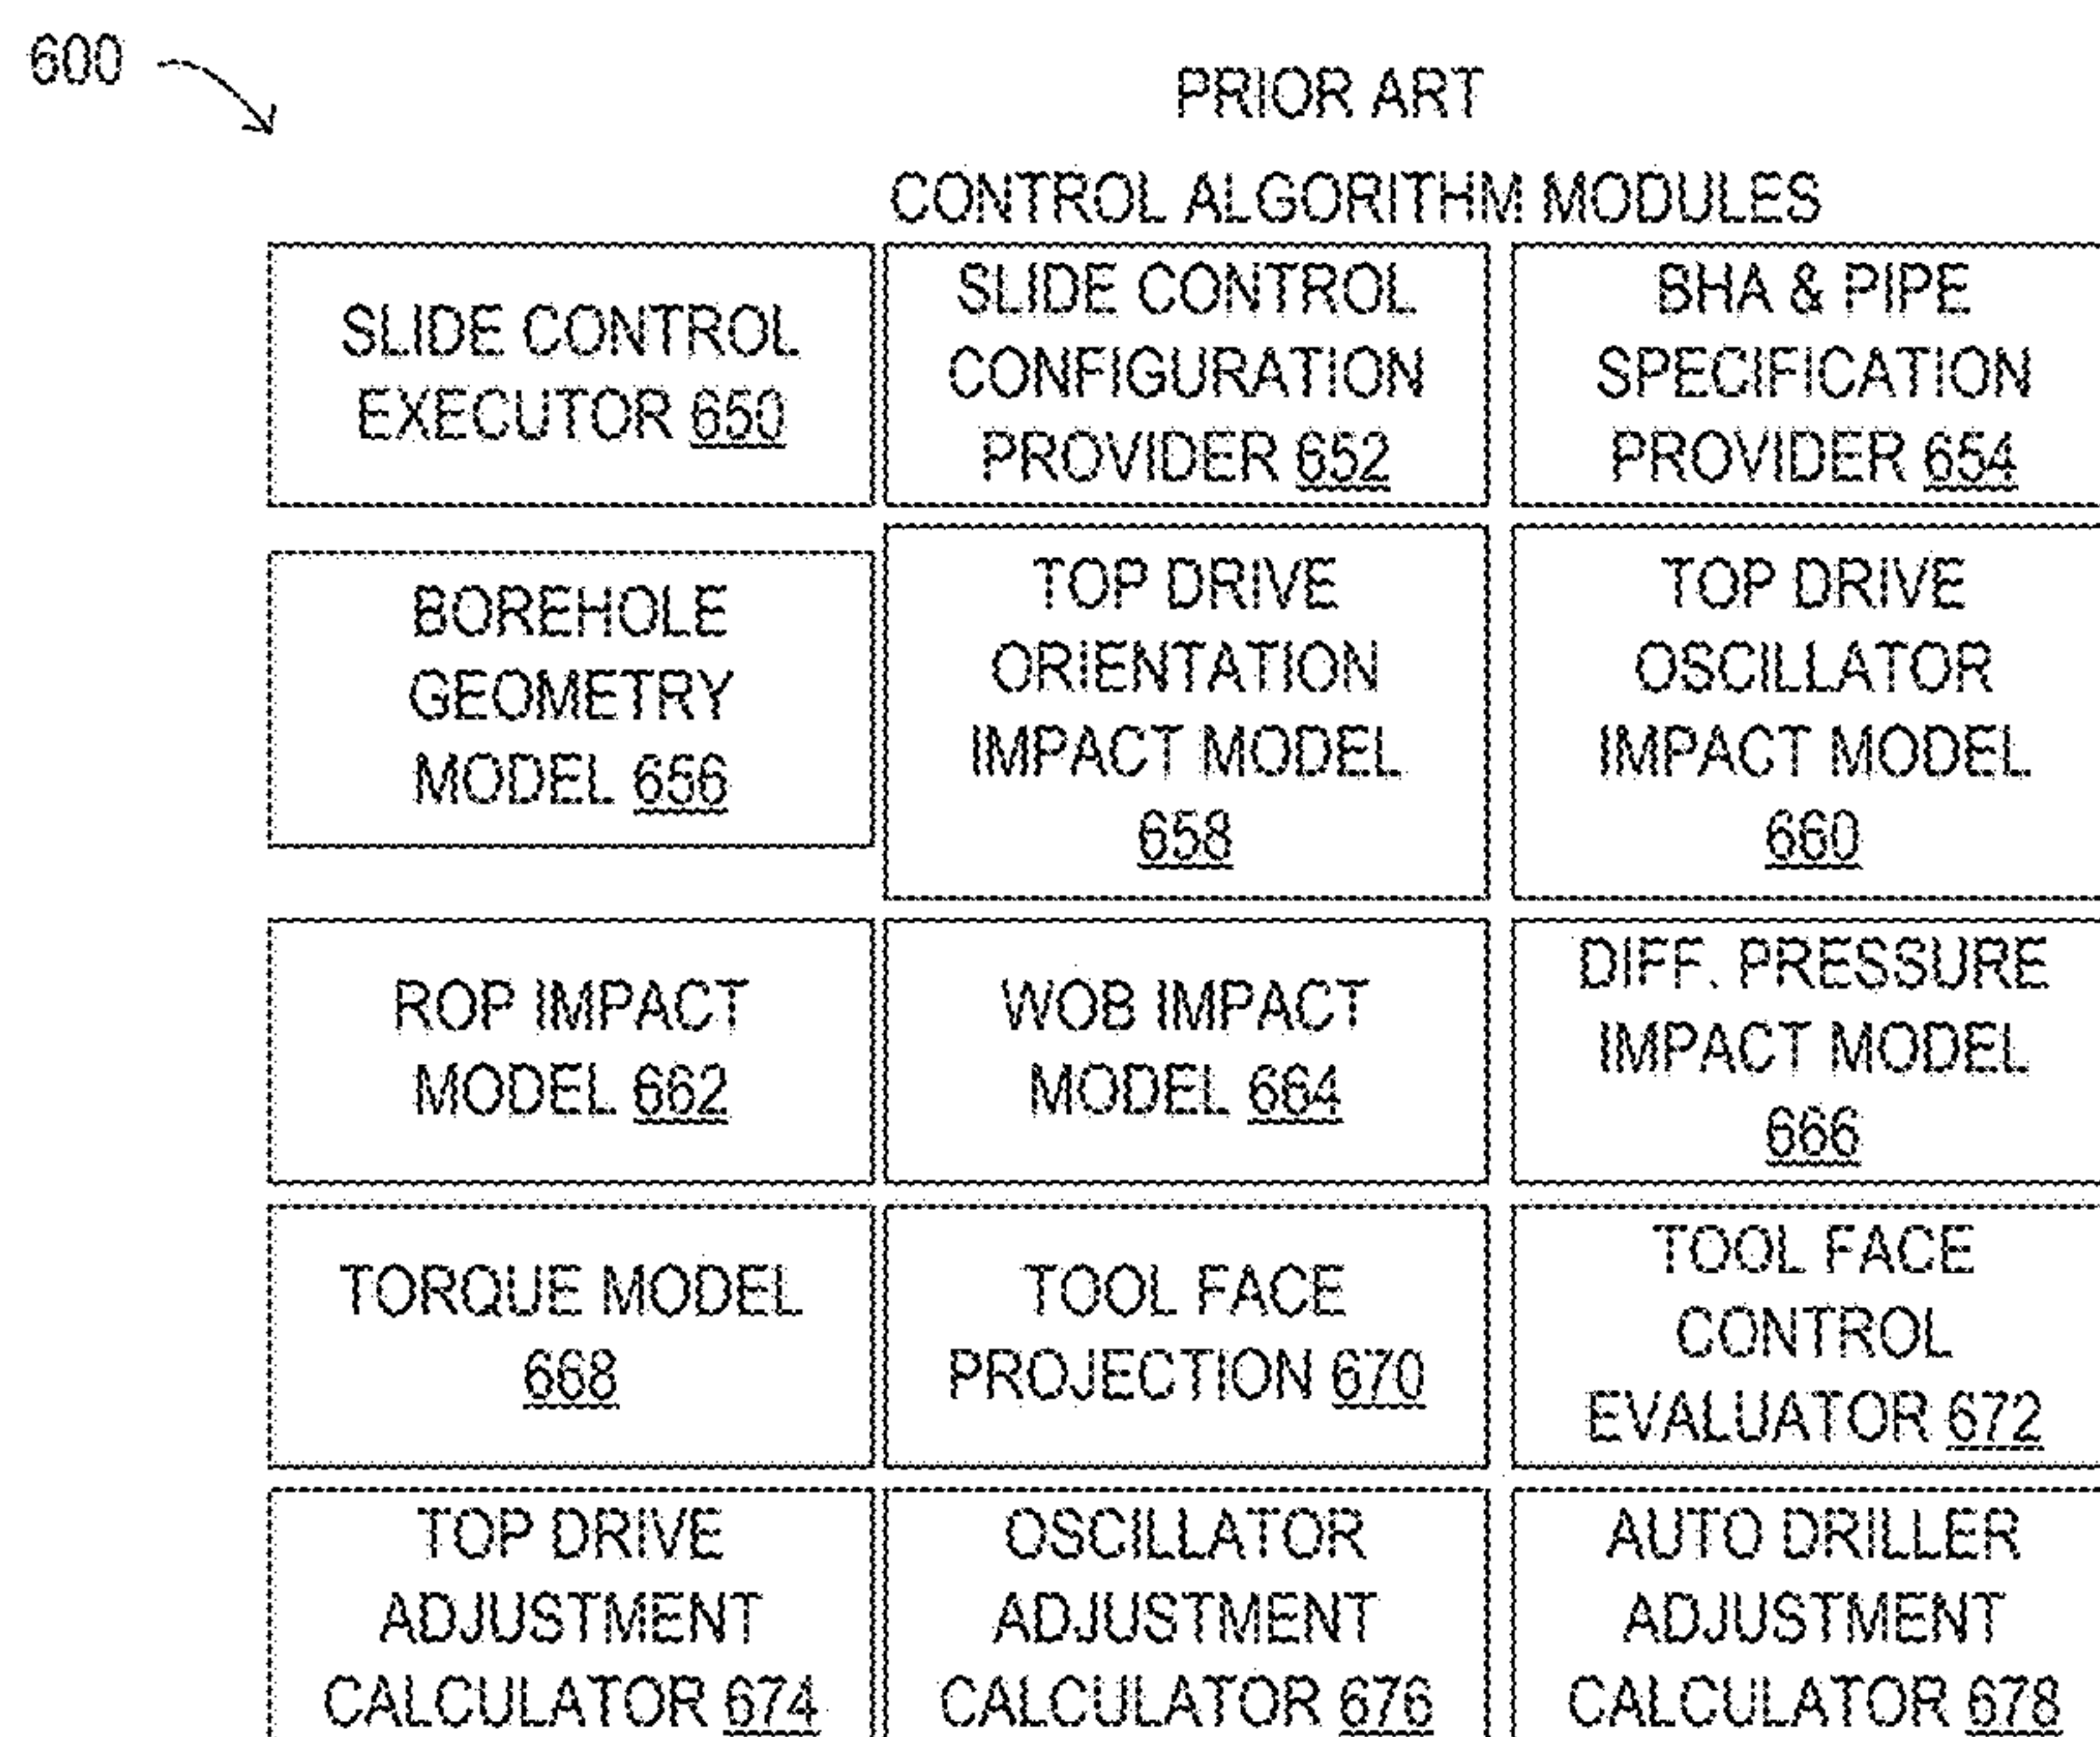 600
PRIOR ART
CONTROL ALGORITHM MODULES
SLIDE CONTROL
EXECUTOR 650
SLIDE CONTROL
CONFIGURATION
PROVIDER 652
BHA & PIPE
SPECIFICATION
PROVIDER 654
BOREHOLE
GEOMETRY
MODEL 656
TOP DRIVE
ORIENTATION
IMPACT MODEL
658
TOP DRIVE
OSCILLATOR
IMPACT MODEL
660
ROP IMPACT
MODEL 662
WOB IMPACT
MODEL 664
DIFF. PRESSURE
IMPACT MODEL
666
TORQUE MODEL
668
TOOL FACE
PROJECTION 670
TOOL FACE
CONTROL
EVALUATOR 672
TOP DRIVE
ADJUSTMENT
CALCULATOR 674
OSCILLATOR
ADJUSTMENT
CALCULATOR 676
AUTO DRILLER
ADJUSTMENT
CALCULATOR 678